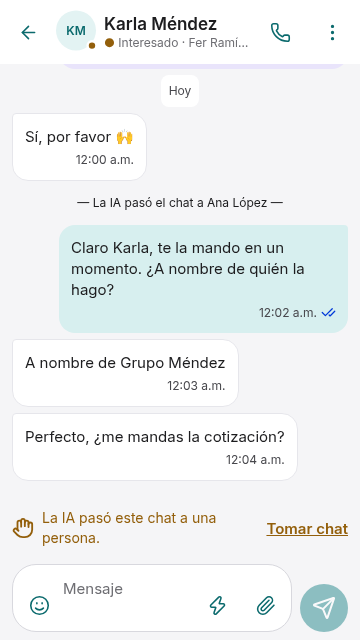 KM
Karla Méndez
Interesado · Fer Ramí...
Hoy
Sí, por favor 🙌
12:00 a.m.
— La IA pasó el chat a Ana López —
Claro Karla, te la mando en un
momento. ¿A nombre de quién la
hago?
12:02 a.m.
A nombre de Grupo Méndez
12:03 a.m.
Perfecto, ¿me mandas la cotización?
12:04 a.m.
La IA pasó este chat a una
persona.
Tomar chat
Mensaje